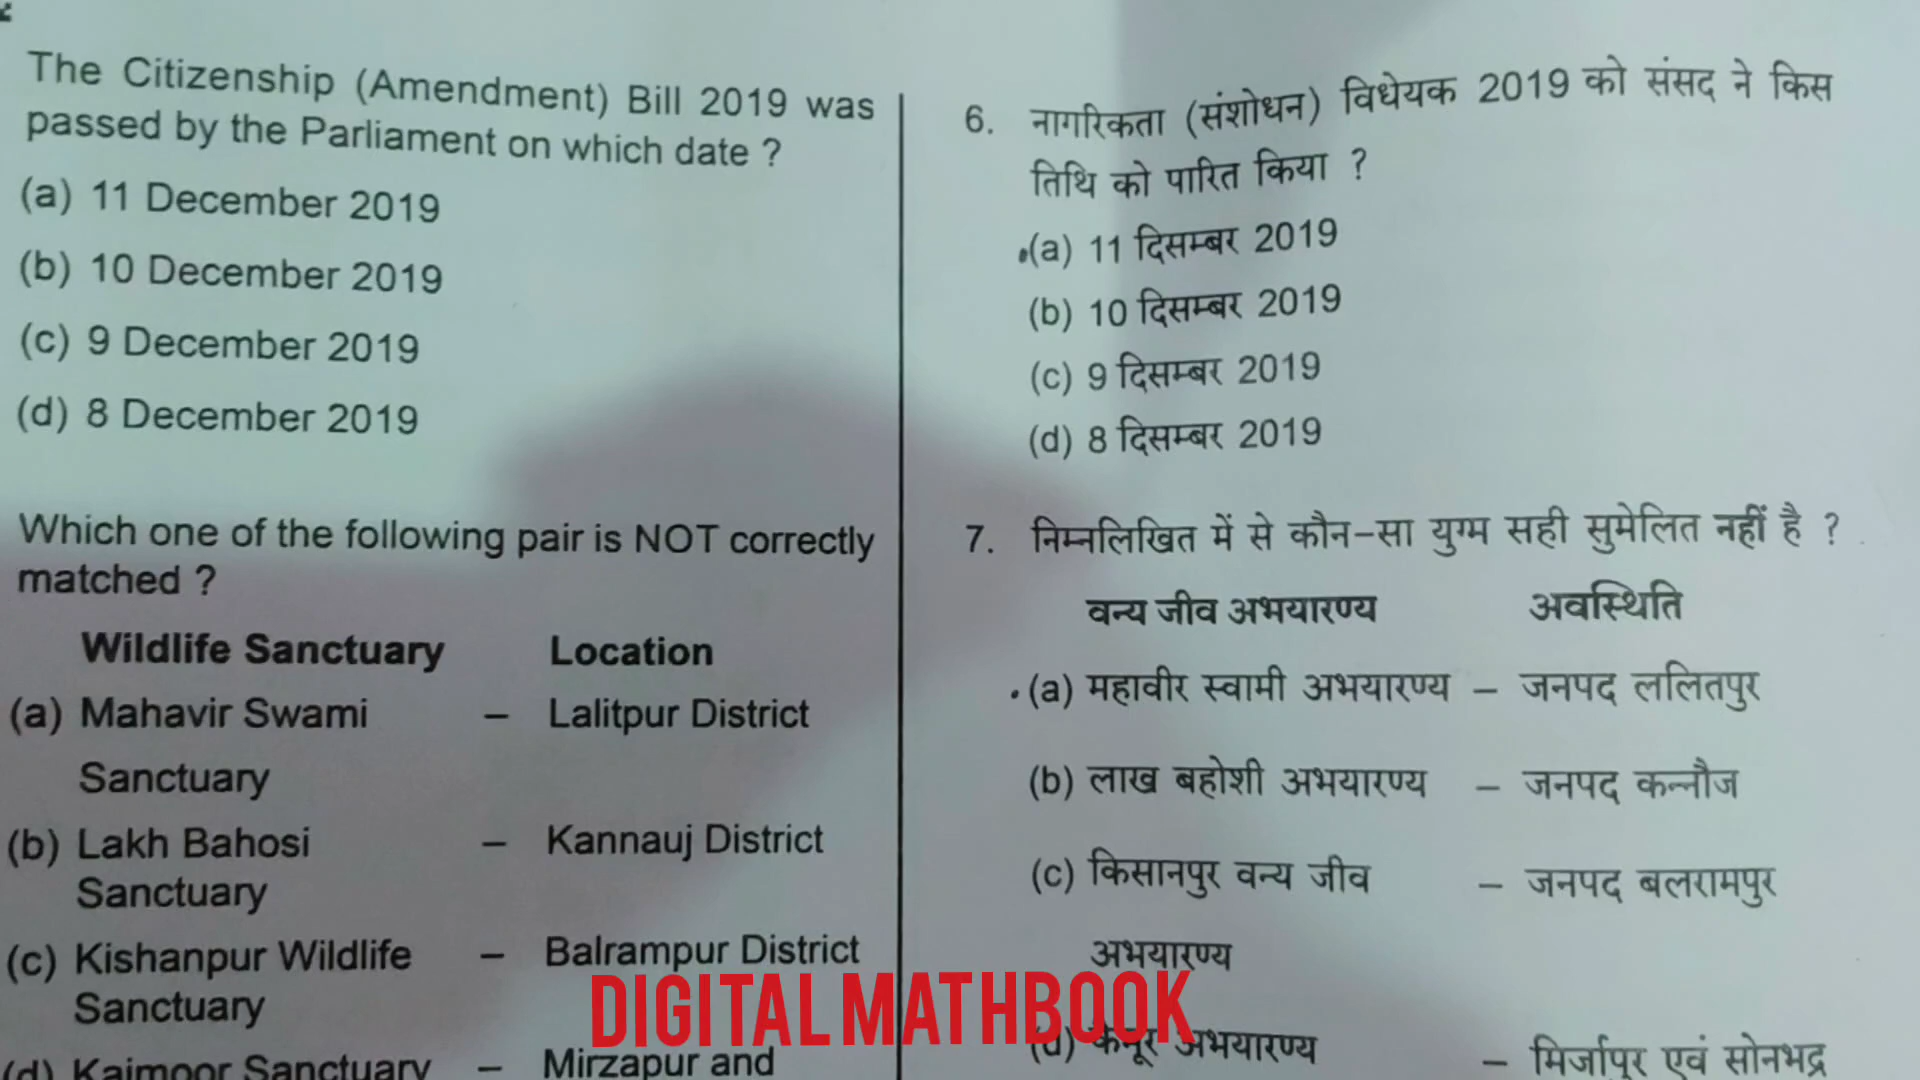 The Citizenship (Amendment) Bill 2019 was
passed by the Parliament on which date ?
(a) 11 December 2019
(b) 10 December 2019
(c) 9 December 2019
(d) 8 December 2019
Which one of the following pair is NOT correctly
matched ?
Wildlife Sanctuary Location
(a) Mahavir Swami – Lalitpur District
Sanctuary
(b) Lakh Bahosi – Kannauj District
Sanctuary
(c) Kishanpur Wildlife – Balrampur District
Sanctuary
(d) Kaimoor Sanctuary – Mirzapur and
6. नागरिकता (संशोधन) विधेयक 2019 को संसद ने किस
तिथि को पारित किया ?
(a) 11 दिसम्बर 2019
(b) 10 दिसम्बर 2019
(c) 9 दिसम्बर 2019
(d) 8 दिसम्बर 2019
7. निम्नलिखित में से कौन-सा युग्म सही सुमेलित नहीं है ?
वन्य जीव अभयारण्य अवस्थिति
(a) महावीर स्वामी अभयारण्य – जनपद ललितपुर
(b) लाख बहोशी अभयारण्य – जनपद कन्नौज
(c) किसानपुर वन्य जीव – जनपद बलरामपुर
अभयारण्य
(d) कैमूर अभयारण्य – मिर्जापुर एवं सोनभद्र
DIGITAL MATHBOOK